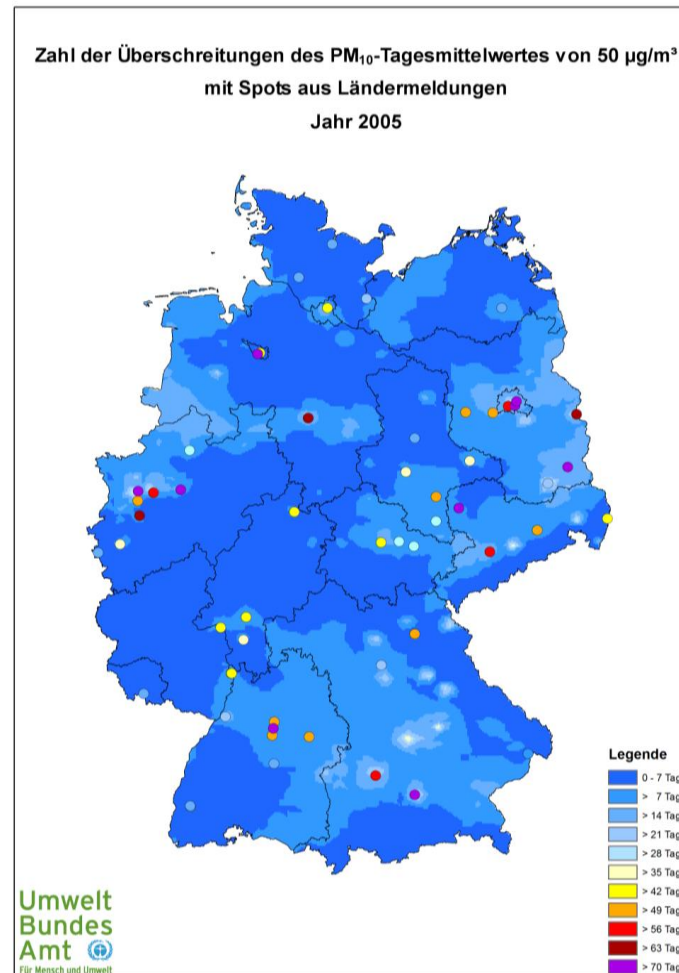 Zahl der Überschreitungen des PM₁₀-Tagesmittelwertes von 50 µg/m³
mit Spots aus Ländermeldungen
Jahr 2005
Legende
0 - 7 Tag
> 7 Tag
> 14 Tag
> 21 Tag
> 28 Tag
> 35 Tag
> 42 Tag
> 49 Tag
> 56 Tag
> 63 Tag
> 70 Tag
Umwelt
Bundes
Amt
Für Mensch und Umwelt